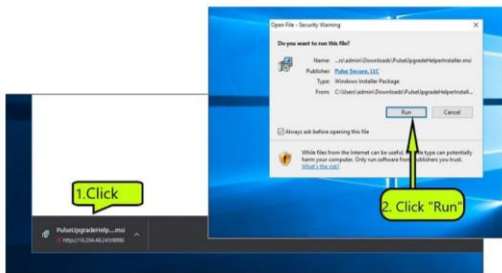 Open File - Security Warning
Do you want to run this file?
Name: ...rs\admin\Downloads\PulseUpgradeHelperInstaller.msi
Publisher: Pulse Secure, LLC
Type: Windows Installer Package
From: C:\Users\admin\Downloads\PulseUpgradeHelperInstall...
Run Cancel
Always ask before opening this file
While files from the Internet can be useful, file type can potentially
harm your computer. Only run software from publishers you trust.
What's the risk?
1.Click
2. Click "Run"
PulseUpgradeHelp....msi